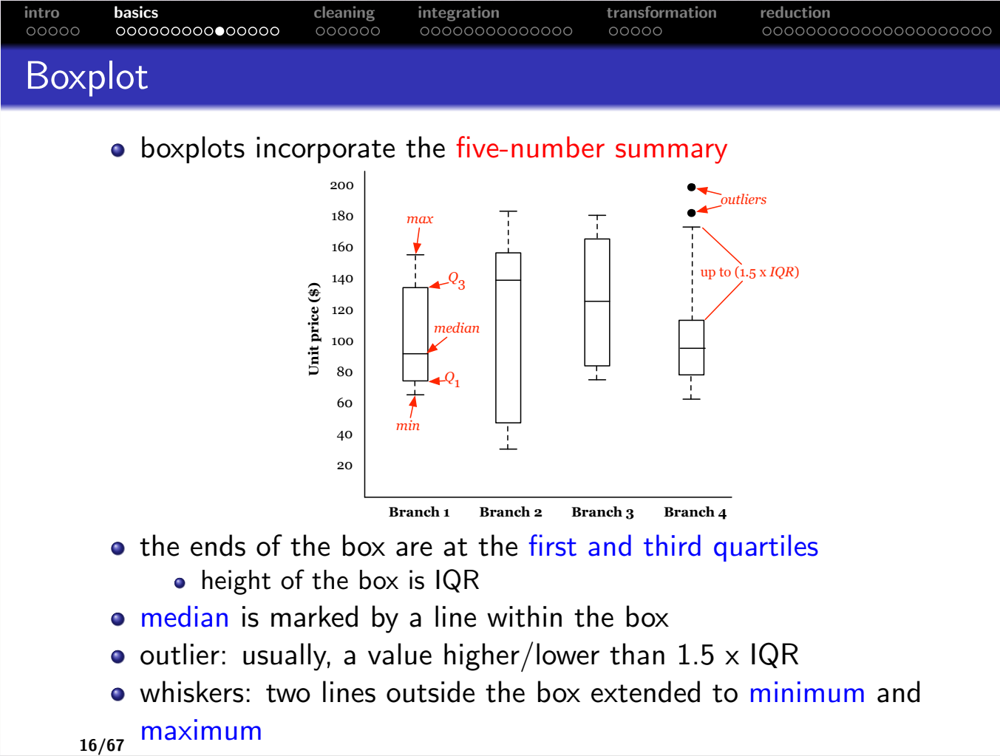 intro basics cleaning integration transformation reduction
Boxplot
boxplots incorporate the five-number summary
200
180
160
140
120
100
80
60
40
20
Unit price ($)
max
Q3
median
Q1
min
outliers
up to (1.5 x IQR)
Branch 1 Branch 2 Branch 3 Branch 4
the ends of the box are at the first and third quartiles
height of the box is IQR
median is marked by a line within the box
outlier: usually, a value higher/lower than 1.5 x IQR
whiskers: two lines outside the box extended to minimum and
maximum
16/67